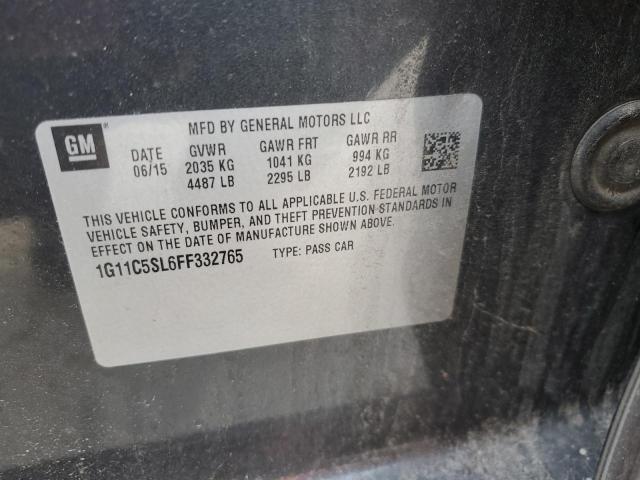 MFD BY GENERAL MOTORS LLC
GM
DATE GVWR GAWR FRT GAWR RR
06/15 2035 KG 1041 KG 994 KG
4487 LB 2295 LB 2192 LB
THIS VEHICLE CONFORMS TO ALL APPLICABLE U.S. FEDERAL MOTOR
VEHICLE SAFETY, BUMPER, AND THEFT PREVENTION STANDARDS IN
EFFECT ON THE DATE OF MANUFACTURE SHOWN ABOVE.
1G11C5SL6FF332765 TYPE: PASS CAR